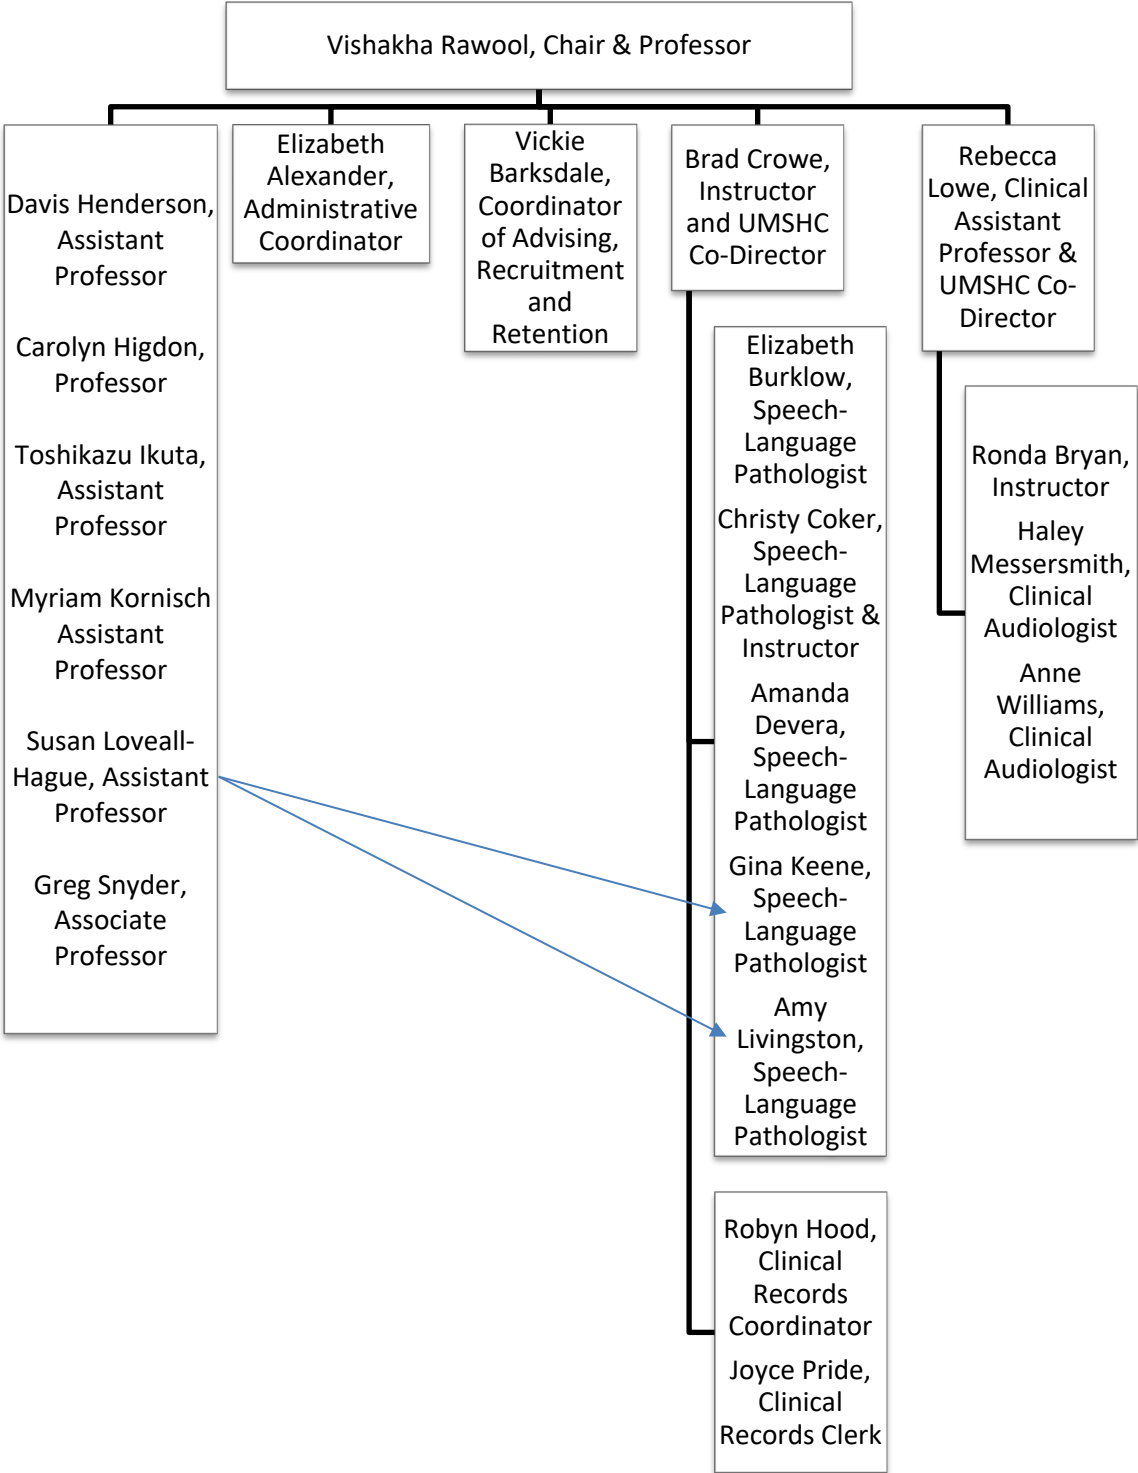 Vishakha Rawool, Chair & Professor
Davis Henderson,
Assistant
Professor
Carolyn Higdon,
Professor
Toshikazu Ikuta,
Assistant
Professor
Myriam Kornisch
Assistant
Professor
Susan Loveall-
Hague, Assistant
Professor
Greg Snyder,
Associate
Professor
Elizabeth
Alexander,
Administrative
Coordinator
Vickie
Barksdale,
Coordinator
of Advising,
Recruitment
and
Retention
Brad Crowe,
Instructor
and UMSHC
Co-Director
Elizabeth
Burklow,
Speech-
Language
Pathologist
Christy Coker,
Speech-
Language
Pathologist &
Instructor
Amanda
Devera,
Speech-
Language
Pathologist
Gina Keene,
Speech-
Language
Pathologist
Amy
Livingston,
Speech-
Language
Pathologist
Robyn Hood,
Clinical
Records
Coordinator
Joyce Pride,
Clinical
Records Clerk
Rebecca
Lowe, Clinical
Assistant
Professor &
UMSHC Co-
Director
Ronda Bryan,
Instructor
Haley
Messersmith,
Clinical
Audiologist
Anne
Williams,
Clinical
Audiologist